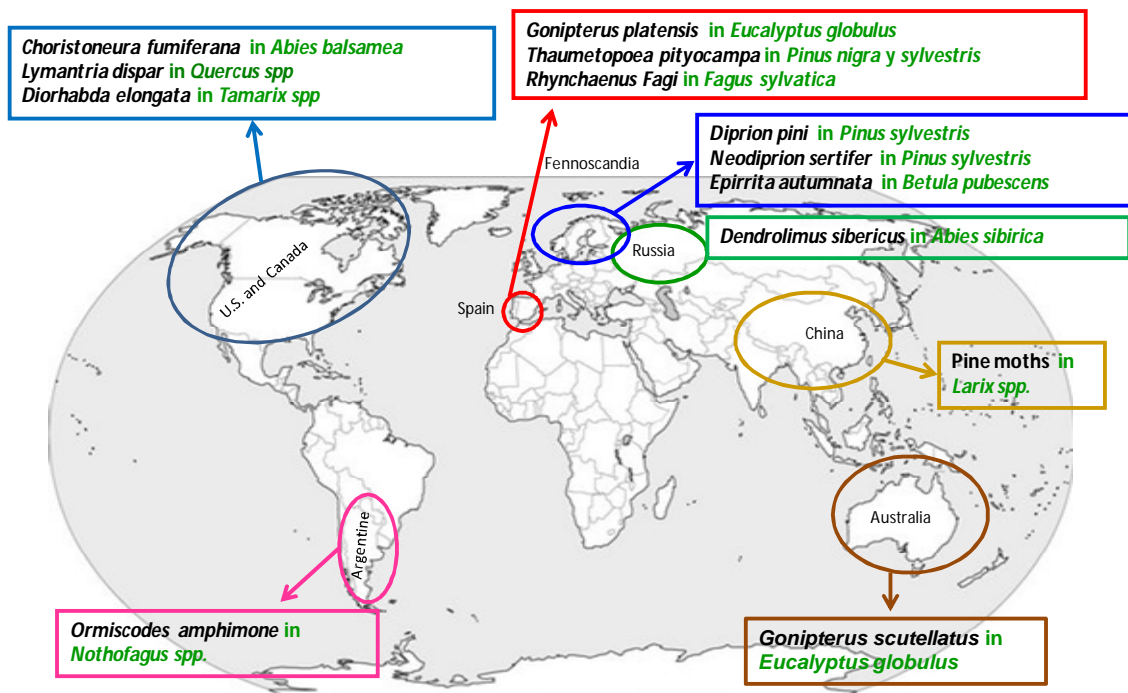 Choristoneura fumiferana in Abies balsamea
Lymantria dispar in Quercus spp
Diorhabda elongata in Tamarix spp
Gonipterus platensis in Eucalyptus globulus
Thaumetopoea pityocampa in Pinus nigra y sylvestris
Rhynchaenus Fagi in Fagus sylvatica
Diprion pini in Pinus sylvestris
Neodiprion sertifer in Pinus sylvestris
Epirrita autumnata in Betula pubescens
Fennoscandia
Dendrolimus sibericus in Abies sibirica
Russia
U.S. and Canada
Spain
China
Pine moths in
Larix spp.
Australia
Argentine
Ormiscodes amphimone in
Nothofagus spp.
Gonipterus scutellatus in
Eucalyptus globulus